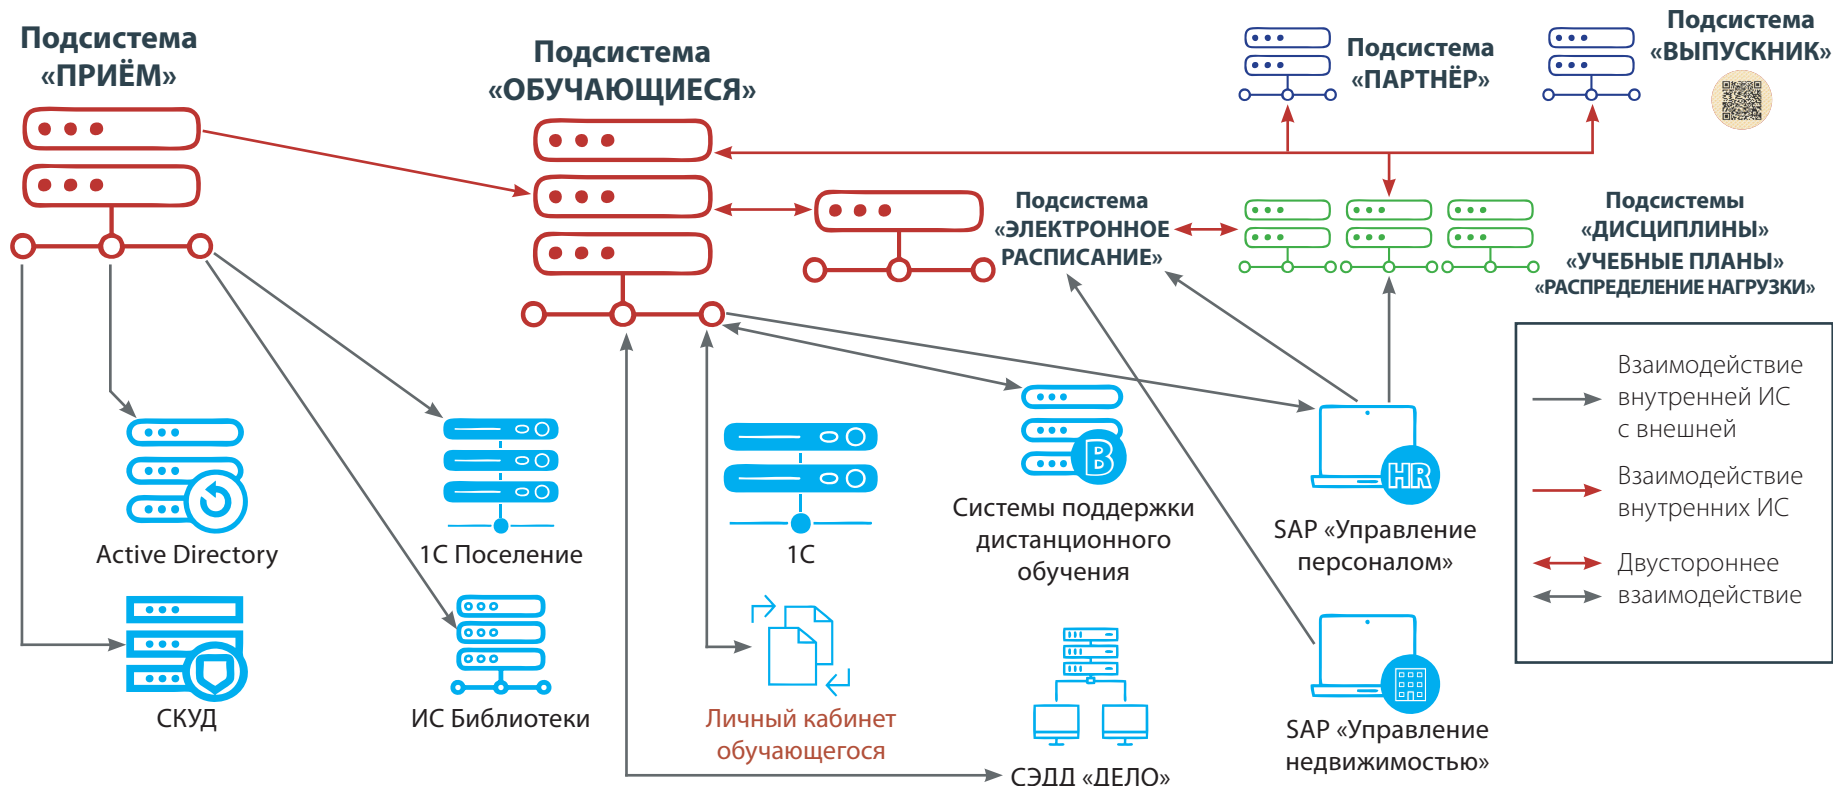 Подсистема
«ПРИЁМ»
Подсистема
«ОБУЧАЮЩИЕСЯ»
Подсистема
«ПАРТНЁР»
Подсистема
«ВЫПУСКНИК»
Подсистема
«ЭЛЕКТРОННОЕ
РАСПИСАНИЕ»
Подсистемы
«ДИСЦИПЛИНЫ»
«УЧЕБНЫЕ ПЛАНЫ»
«РАСПРЕДЕЛЕНИЕ НАГРУЗКИ»
Взаимодействие
внутренней ИС
с внешней
Взаимодействие
внутренних ИС
Двустороннее
взаимодействие
Active Directory
1С Поселение
1С
B
Системы поддержки
дистанционного
обучения
HR
SAP «Управление
персоналом»
СКУД
ИС Библиотеки
Личный кабинет
обучающегося
СЭДД «ДЕЛО»
SAP «Управление
недвижимостью»